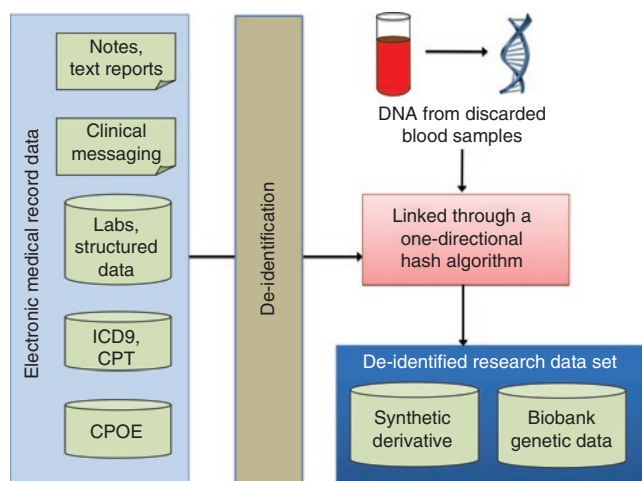 Electronic medical record data
Notes,
text reports
Clinical
messaging
Labs,
structured
data
ICD9,
CPT
CPOE
De-identification
DNA from discarded
blood samples
Linked through a
one-directional
hash algorithm
De-identified research data set
Synthetic
derivative
Biobank
genetic data